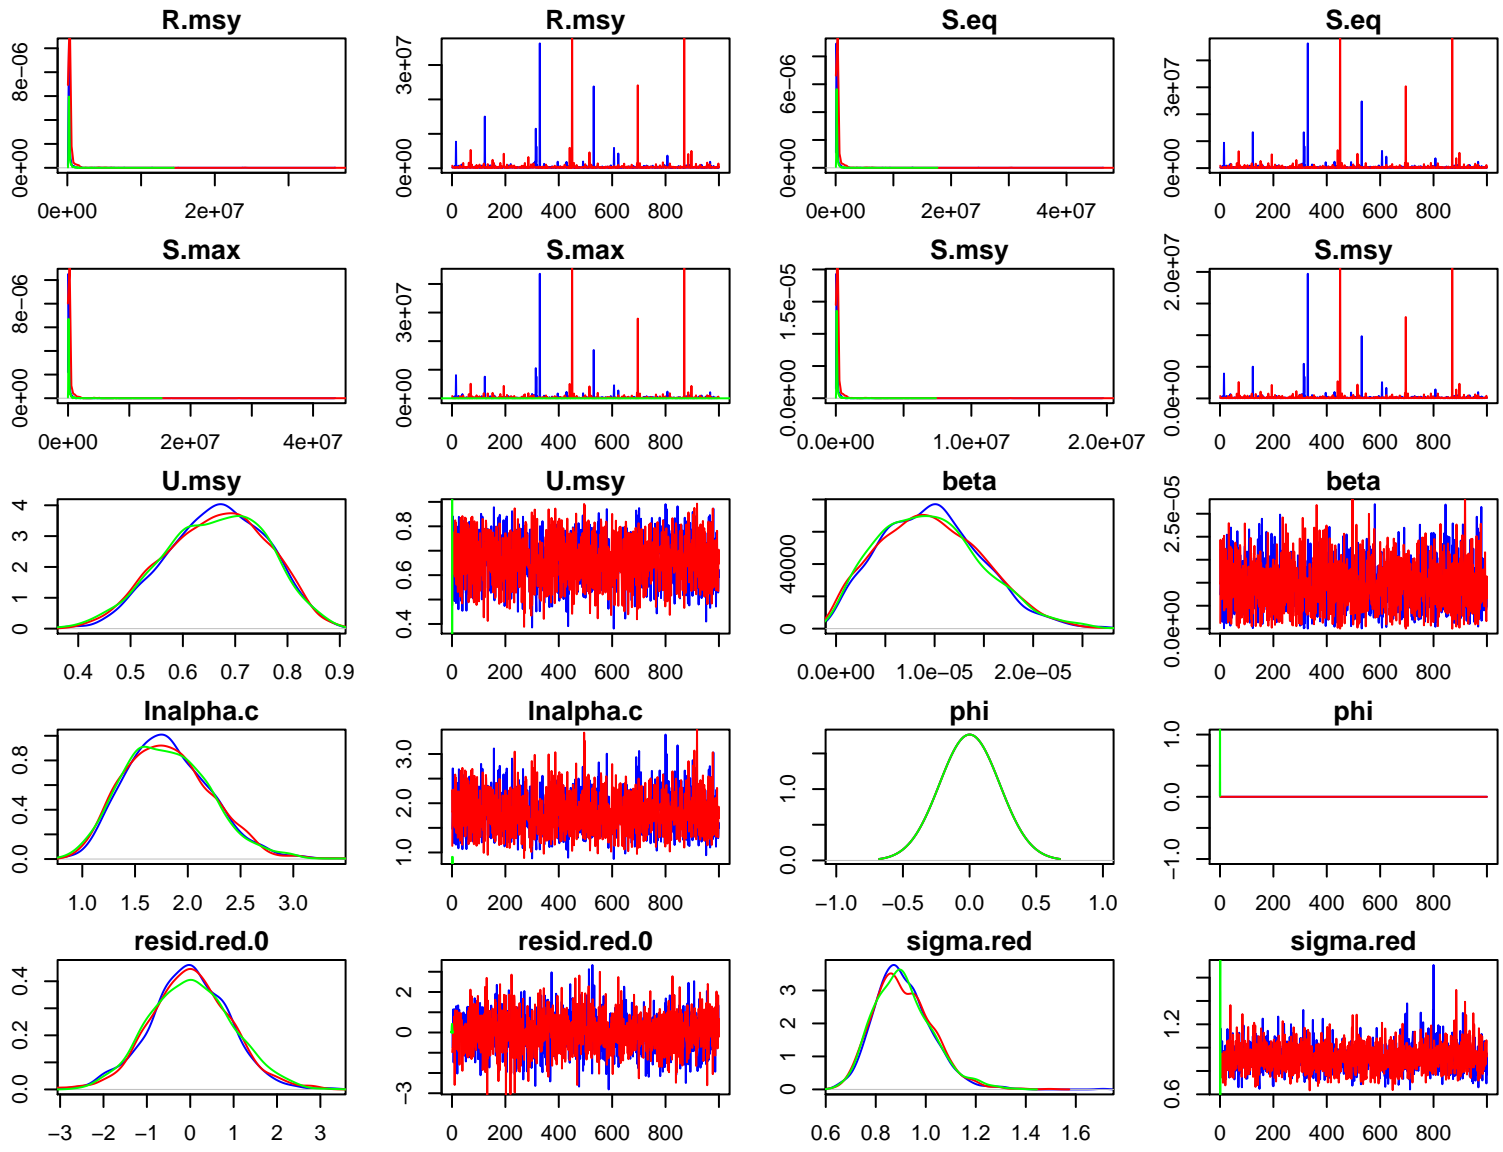 R.msy
R.msy
S.eq
S.eq
0e+00 8e−06
0e+00 2e+07
0e+00 3e+07
0 200 400 600 800
0e+00 6e−06
0e+00 2e+07 4e+07
0e+00 3e+07
0 200 400 600 800
S.max
S.max
S.msy
S.msy
0e+00 8e−06
0e+00 2e+07 4e+07
0e+00 3e+07
0 200 400 600 800
0.0e+00 1.5e−05
0.0e+00 1.0e+07 2.0e+07
0.0e+00 2.0e+07
0 200 400 600 800
U.msy
U.msy
beta
beta
0 1 2 3 4
0.4 0.5 0.6 0.7 0.8 0.9
0.4 0.6 0.8
0 200 400 600 800
0 40000
0.0e+00 1.0e−05 2.0e−05
0.0e+00 2.5e−05
0 200 400 600 800
lnalpha.c
lnalpha.c
phi
phi
0.0 0.4 0.8
1.0 1.5 2.0 2.5 3.0
1.0 2.0 3.0
0 200 400 600 800
0.0 1.0
−1.0 −0.5 0.0 0.5 1.0
−1.0 0.0 1.0
0 200 400 600 800
resid.red.0
resid.red.0
sigma.red
sigma.red
0.0 0.2 0.4
−3 −2 −1 0 1 2 3
−3 0 2
0 200 400 600 800
0 1 2 3
0.6 0.8 1.0 1.2 1.4 1.6
0.6 1.2
0 200 400 600 800